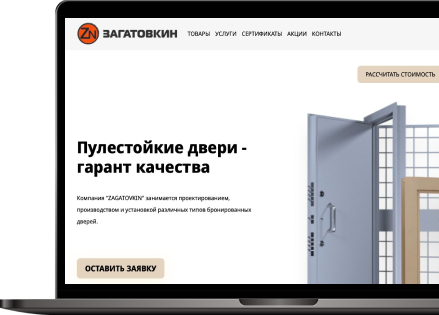 ZN ЗАГАТОВКИН ТОВАРЫ УСЛУГИ СЕРТИФИКАТЫ АКЦИИ КОНТАКТЫ
РАССЧИТАТЬ СТОИМОСТЬ
Пулестойкие двери -
гарант качества
Компания "ZAGATOVKIN" занимается проектированием,
производством и установкой различных типов бронированных
дверей.
ОСТАВИТЬ ЗАЯВКУ